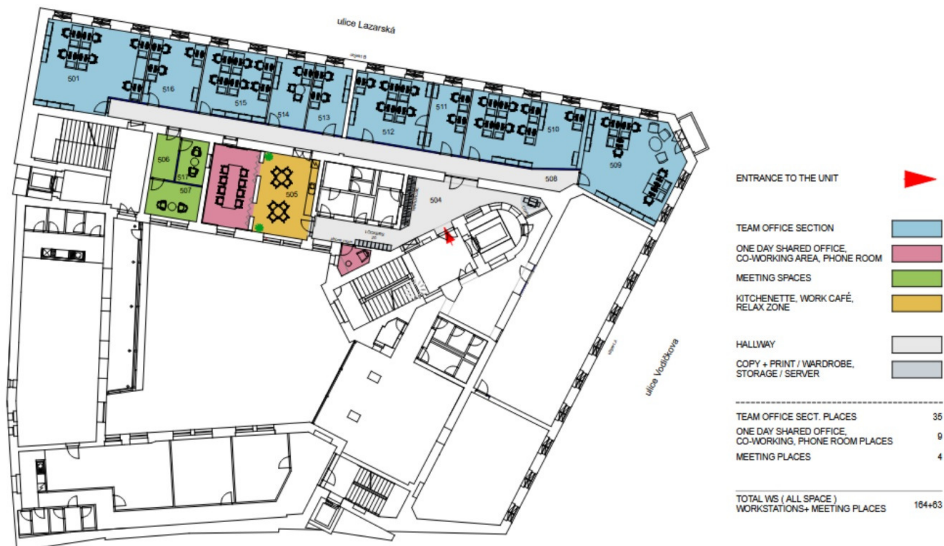 ulice Lazarská
501
516
515
514
513
512
511
510
509
508
506
517
507
505
504
ulice Vodičkova
ENTRANCE TO THE UNIT
TEAM OFFICE SECTION
ONE DAY SHARED OFFICE,
CO-WORKING AREA, PHONE ROOM
MEETING SPACES
KITCHENETTE, WORK CAFÉ,
RELAX ZONE
HALLWAY
COPY + PRINT / WARDROBE,
STORAGE / SERVER
TEAM OFFICE SECT. PLACES 35
ONE DAY SHARED OFFICE,
CO-WORKING, PHONE ROOM PLACES 9
MEETING PLACES 4
TOTAL WS ( ALL SPACE )
WORKSTATIONS+ MEETING PLACES 164+63